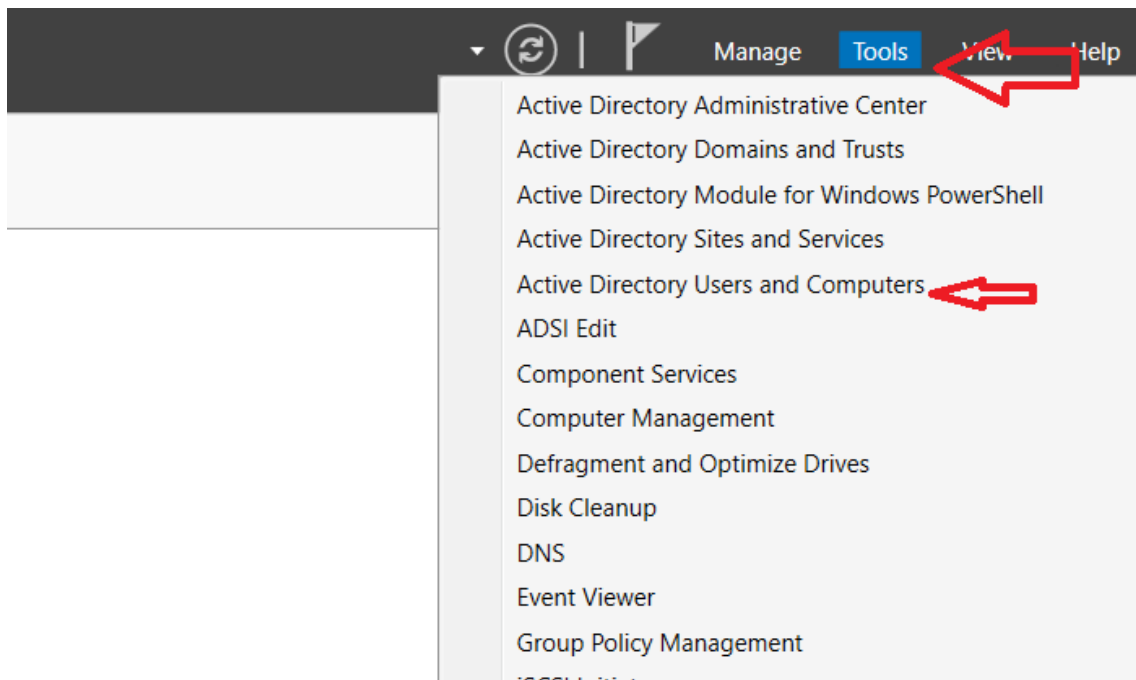 Manage Tools View Help
Active Directory Administrative Center
Active Directory Domains and Trusts
Active Directory Module for Windows PowerShell
Active Directory Sites and Services
Active Directory Users and Computers
ADSI Edit
Component Services
Computer Management
Defragment and Optimize Drives
Disk Cleanup
DNS
Event Viewer
Group Policy Management